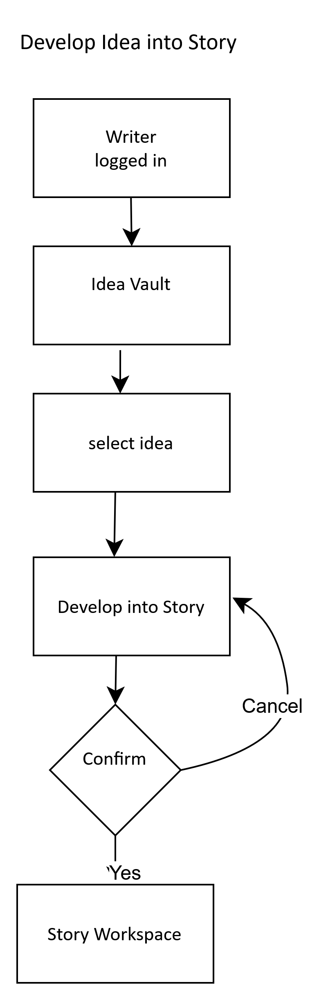 Develop Idea into Story
Writer
logged in
Idea Vault
select idea
Develop into Story
Cancel
Confirm
Yes
Story Workspace